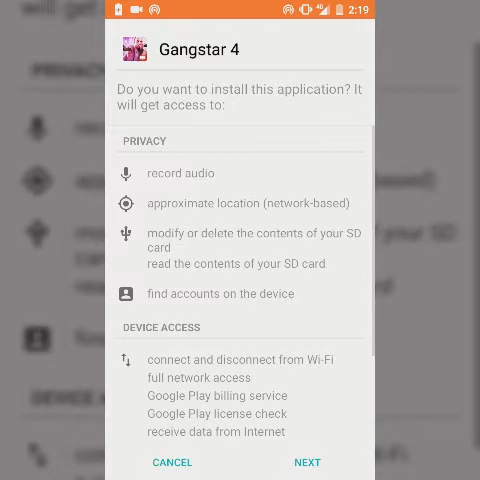 4G 2:19
Gangstar 4
Do you want to install this application? It
will get access to:
PRIVACY
record audio
approximate location (network-based)
modify or delete the contents of your SD
card
read the contents of your SD card
find accounts on the device
DEVICE ACCESS
connect and disconnect from Wi-Fi
full network access
Google Play billing service
Google Play license check
receive data from Internet
CANCEL NEXT